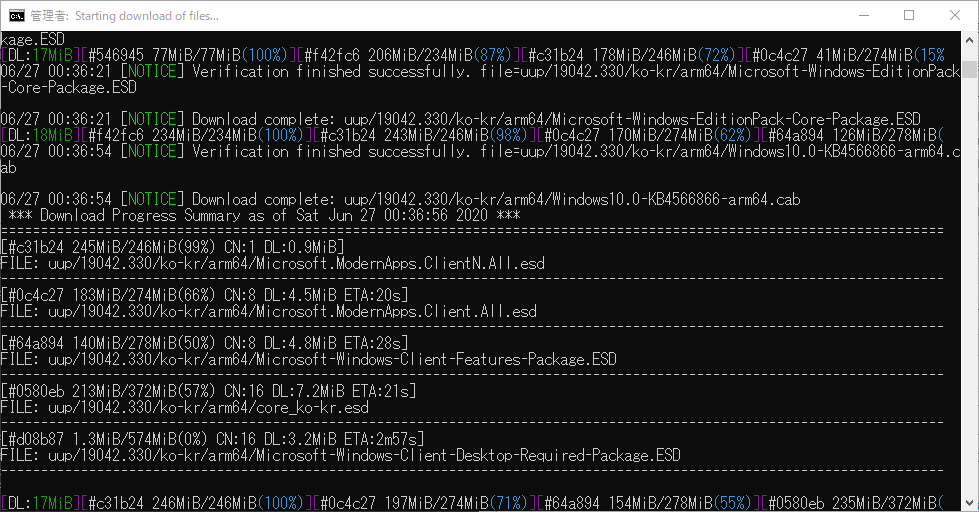 管理者: Starting download of files...
kage.ESD
[DL:17MiB][#546945 77MiB/77MiB(100%)][#f42fc6 206MiB/234MiB(87%)][#c31b24 178MiB/246MiB(72%)][#0c4c27 41MiB/274MiB(15%
06/27 00:36:21 [NOTICE] Verification finished successfully. file=uup/19042.330/ko-kr/arm64/Microsoft-Windows-EditionPack
-Core-Package.ESD
06/27 00:36:21 [NOTICE] Download complete: uup/19042.330/ko-kr/arm64/Microsoft-Windows-EditionPack-Core-Package.ESD
[DL:18MiB][#f42fc6 234MiB/234MiB(100%)][#c31b24 243MiB/246MiB(98%)][#0c4c27 170MiB/274MiB(62%)][#64a894 126MiB/278MiB(
06/27 00:36:54 [NOTICE] Verification finished successfully. file=uup/19042.330/ko-kr/arm64/Windows10.0-KB4566866-arm64.c
ab
06/27 00:36:54 [NOTICE] Download complete: uup/19042.330/ko-kr/arm64/Windows10.0-KB4566866-arm64.cab
*** Download Progress Summary as of Sat Jun 27 00:36:56 2020 ***
=======================================================================================================================
[#c31b24 245MiB/246MiB(99%) CN:1 DL:0.9MiB]
FILE: uup/19042.330/ko-kr/arm64/Microsoft.ModernApps.ClientN.All.esd
-----------------------------------------------------------------------------------------------------------------------
[#0c4c27 183MiB/274MiB(66%) CN:8 DL:4.5MiB ETA:20s]
FILE: uup/19042.330/ko-kr/arm64/Microsoft.ModernApps.Client.All.esd
-----------------------------------------------------------------------------------------------------------------------
[#64a894 140MiB/278MiB(50%) CN:8 DL:4.8MiB ETA:28s]
FILE: uup/19042.330/ko-kr/arm64/Microsoft-Windows-Client-Features-Package.ESD
-----------------------------------------------------------------------------------------------------------------------
[#0580eb 213MiB/372MiB(57%) CN:16 DL:7.2MiB ETA:21s]
FILE: uup/19042.330/ko-kr/arm64/core_ko-kr.esd
-----------------------------------------------------------------------------------------------------------------------
[#d08b87 1.3MiB/574MiB(0%) CN:16 DL:3.2MiB ETA:2m57s]
FILE: uup/19042.330/ko-kr/arm64/Microsoft-Windows-Client-Desktop-Required-Package.ESD
-----------------------------------------------------------------------------------------------------------------------
[DL:17MiB][#c31b24 246MiB/246MiB(100%)][#0c4c27 197MiB/274MiB(71%)][#64a894 154MiB/278MiB(55%)][#0580eb 235MiB/372MiB(